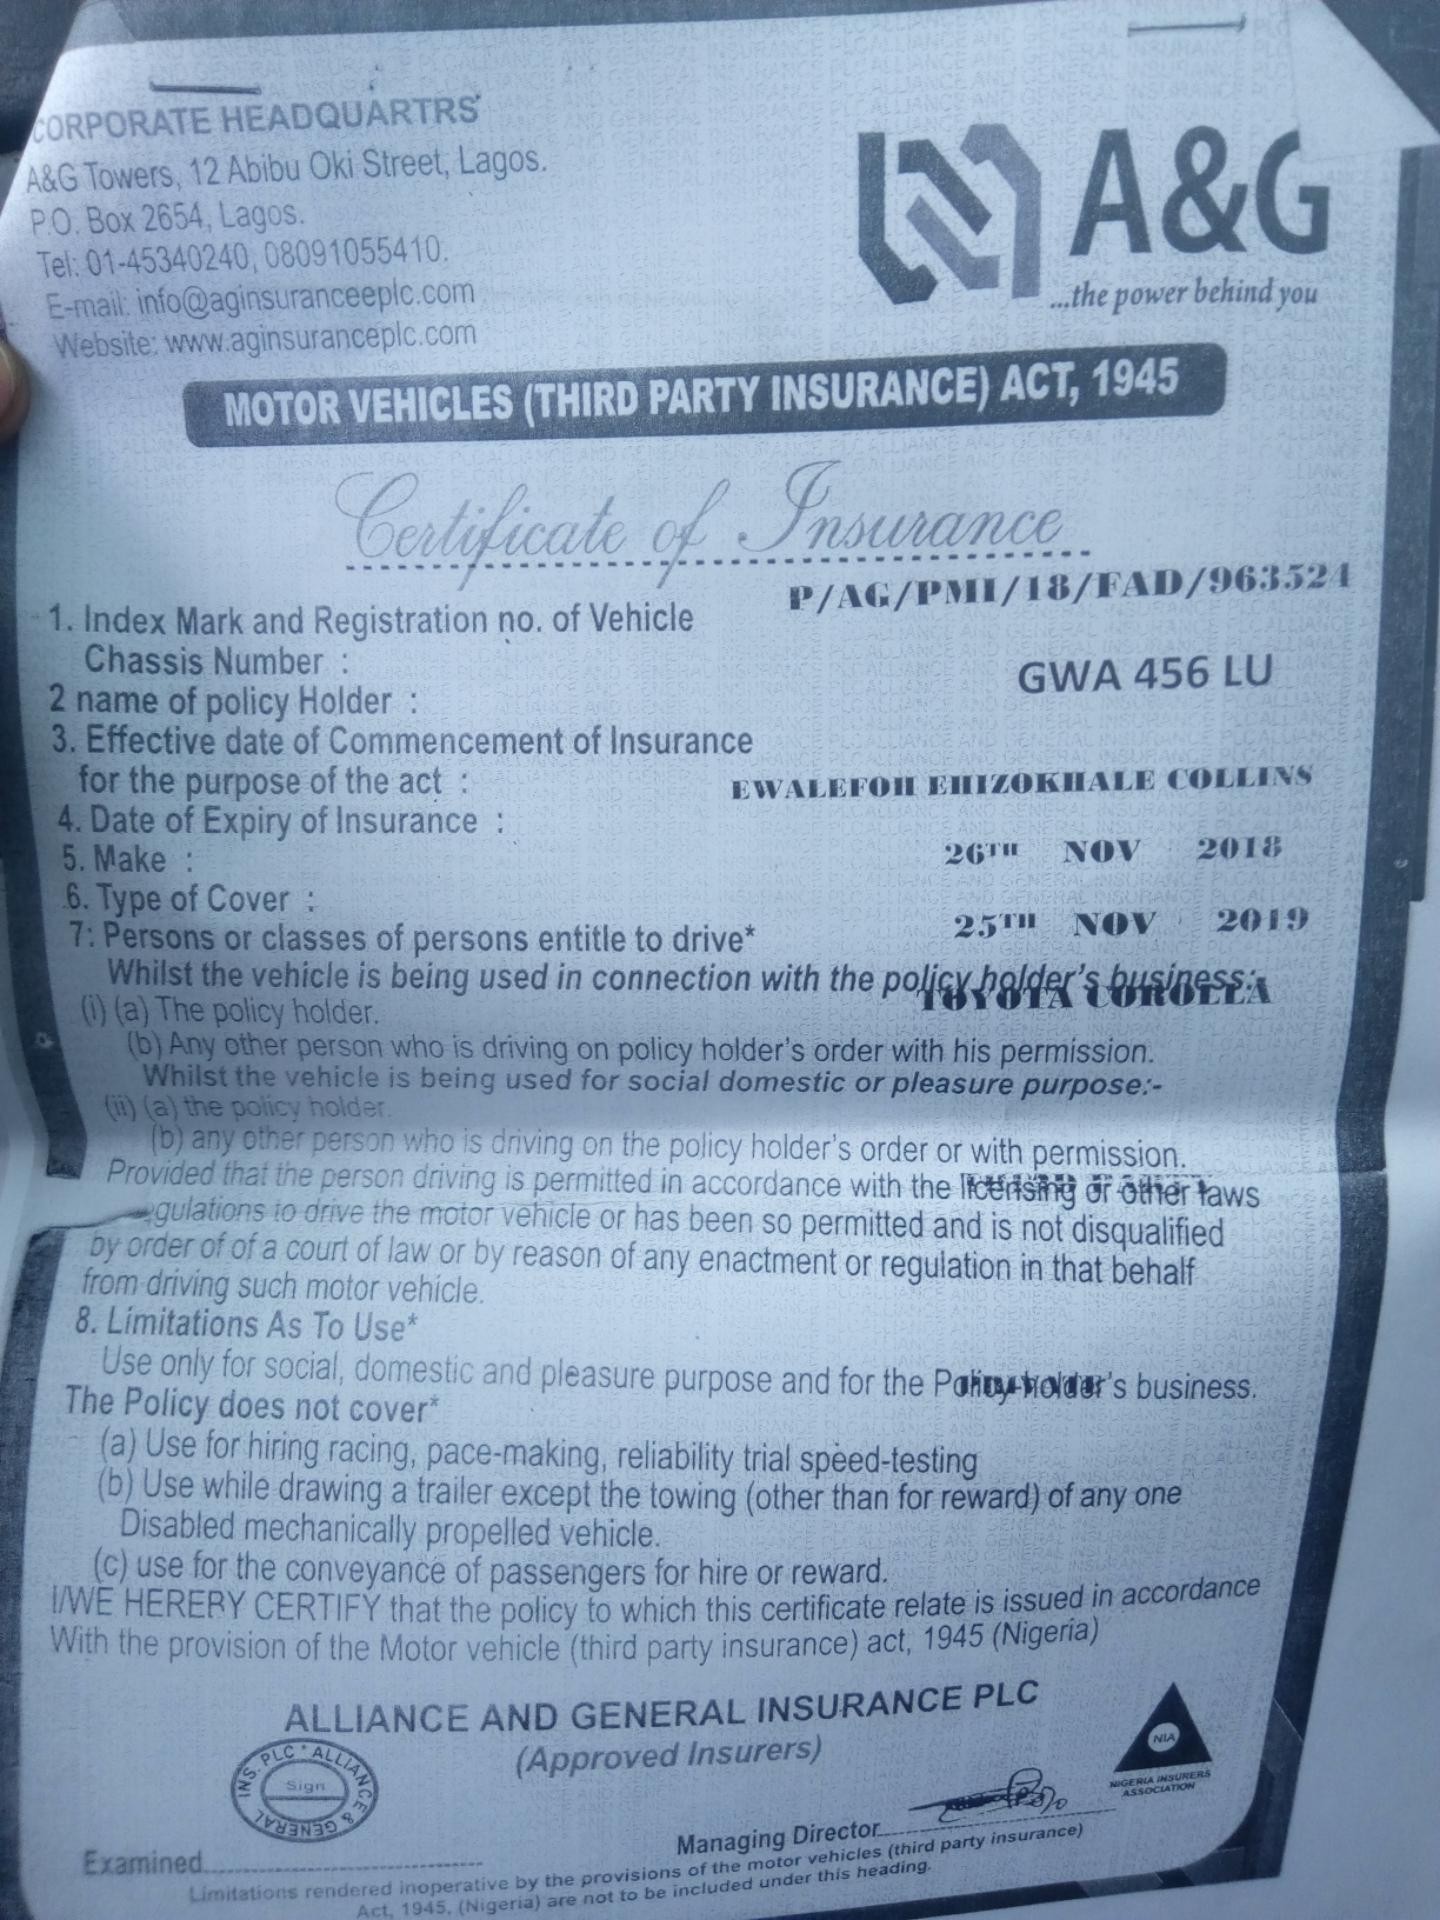 CORPORATE HEADQUARTRS
A&G Towers, 12 Abibu Oki Street, Lagos.
P.O. Box 2654, Lagos.
Tel: 01-45340240, 08091055410.
E-mail: info@aginsuranceeplc.com
Website: www.aginsuranceplc.com
A&G
...the power behind you
MOTOR VEHICLES (THIRD PARTY INSURANCE) ACT, 1945
Certificate of Insurance
P/AG/PMI/18/FAD/963524
1. Index Mark and Registration no. of Vehicle
Chassis Number :
GWA 456 LU
2 name of policy Holder :
3. Effective date of Commencement of Insurance
for the purpose of the act :
EWALEFOH EHIZOKHALE COLLINS
4. Date of Expiry of Insurance :
26TH NOV 2018
5. Make :
6. Type of Cover :
25TH NOV 2019
7: Persons or classes of persons entitle to drive*
Whilst the vehicle is being used in connection with the policy holder's business:-
TOYOTA COROLLA
(i) (a) The policy holder.
(b) Any other person who is driving on policy holder's order with his permission.
Whilst the vehicle is being used for social domestic or pleasure purpose:-
(ii) (a) the policy holder.
(b) any other person who is driving on the policy holder's order or with permission.
Provided that the person driving is permitted in accordance with the licensing or other laws
egulations to drive the motor vehicle or has been so permitted and is not disqualified
by order of of a court of law or by reason of any enactment or regulation in that behalf
from driving such motor vehicle.
8. Limitations As To Use*
Use only for social, domestic and pleasure purpose and for the Policy-holder's business.
The Policy does not cover*
(a) Use for hiring racing, pace-making, reliability trial speed-testing
(b) Use while drawing a trailer except the towing (other than for reward) of any one
Disabled mechanically propelled vehicle.
(c) use for the conveyance of passengers for hire or reward.
I/WE HEREBY CERTIFY that the policy to which this certificate relate is issued in accordance
With the provision of the Motor vehicle (third party insurance) act, 1945 (Nigeria)
ALLIANCE AND GENERAL INSURANCE PLC
(Approved Insurers)
INS. PLC * ALLIANCE & GENERAL
Sign
NIA
NIGERIA INSURERS
ASSOCIATION
Managing Director
Examined
Limitations rendered inoperative by the provisions of the motor vehicles (third party insurance)
Act, 1945, (Nigeria) are not to be included under this heading.